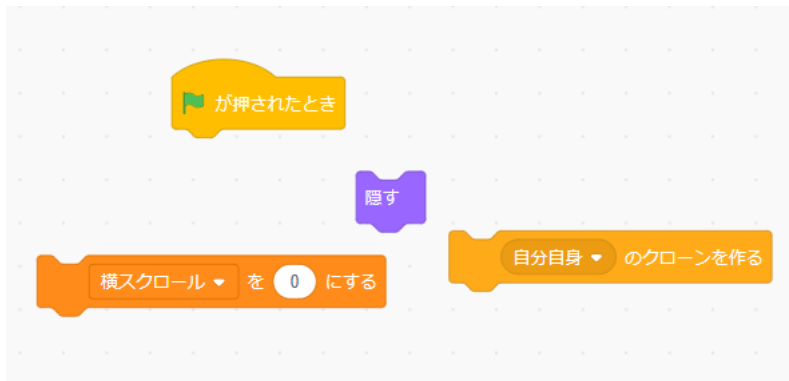 が押されたとき
隠す
自分自身 のクローンを作る
横スクロール を 0 にする